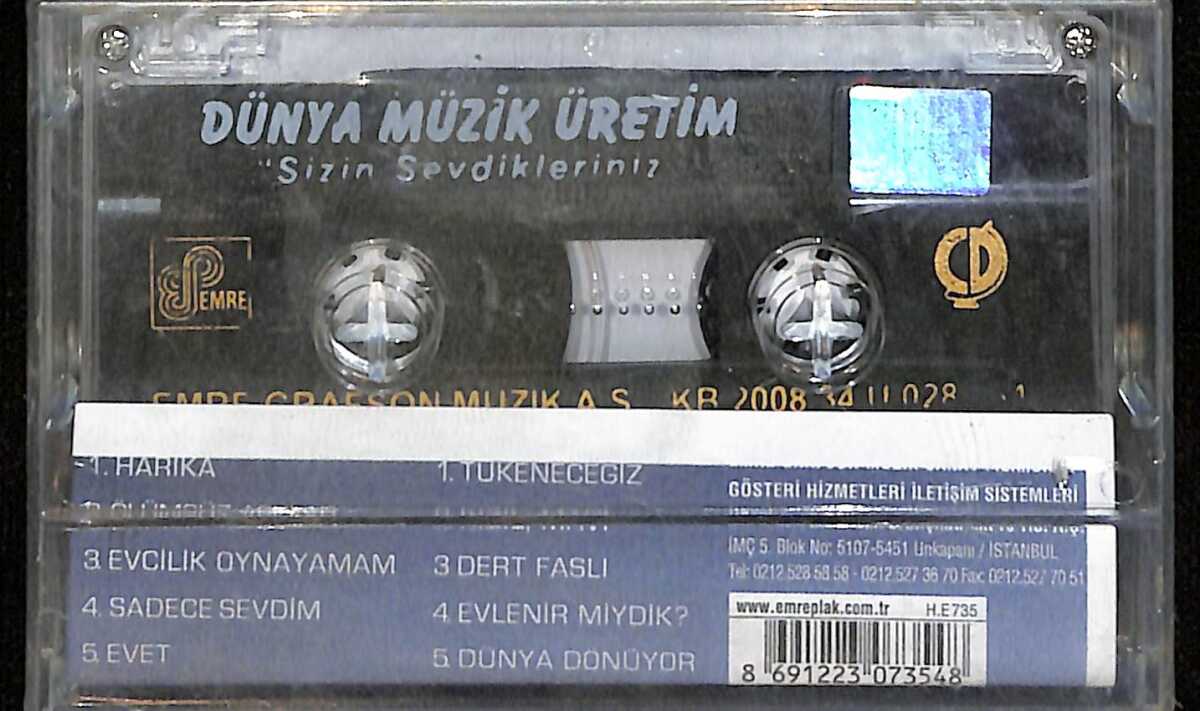 DÜNYA MÜZİK ÜRETİM
"Sizin Sevdikleriniz
EMRE
EMRE GRAFSON MÜZİK A.Ş. KB 2008 34 Ü 028 1
1. HARİKA
3. EVCİLİK OYNAYAMAM
4. SADECE SEVDİM
5. EVET
1. TÜKENECEĞİZ
3 DERT FASLI
4. EVLENİR MİYDİK?
5. DÜNYA DÖNÜYOR
GÖSTERİ HİZMETLERİ İLETİŞİM SİSTEMLERİ
İMÇ 5. Blok No: 5107-5451 Unkapanı / İSTANBUL
Tel: 0212.528 58 58 - 0212.527 36 70 Fax: 0212.527 70 51
www.emreplak.com.tr H.E 735
8 691223 073548